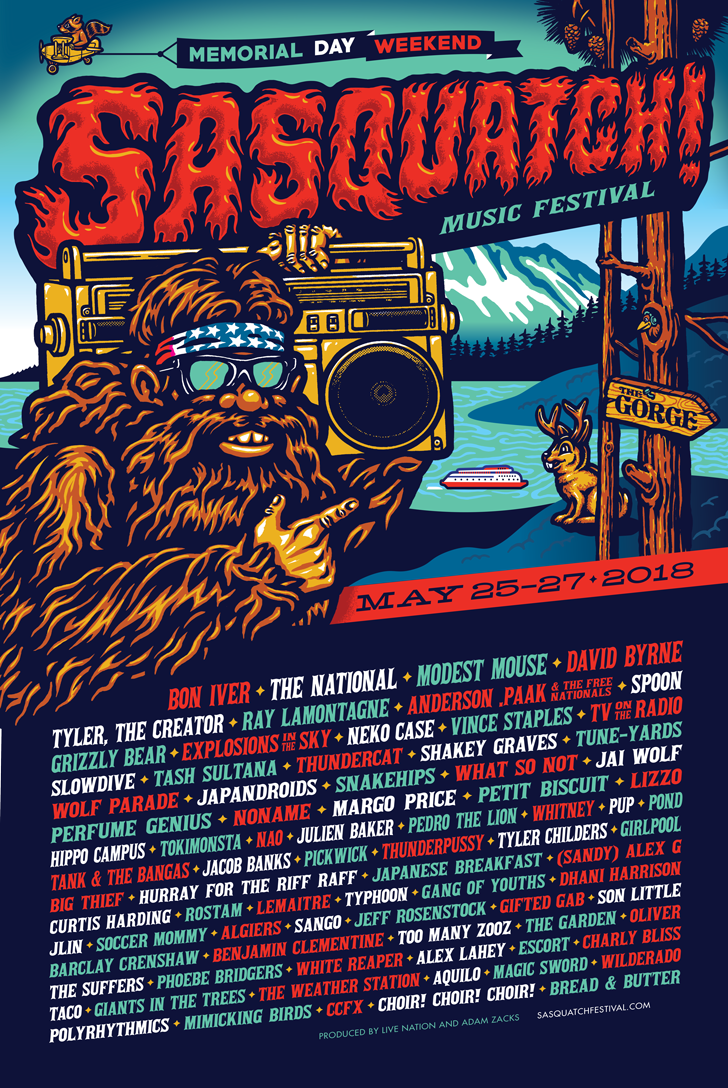 MEMORIAL DAY WEEKEND
SASQUATCH!
MUSIC FESTIVAL
THE
GORGE
MAY 25-27 ✦ 2018
BON IVER ✦ THE NATIONAL ✦ MODEST MOUSE ✦ DAVID BYRNE
TYLER, THE CREATOR ✦ RAY LAMONTAGNE ✦ ANDERSON .PAAK & THE FREE NATIONALS ✦ SPOON
GRIZZLY BEAR ✦ EXPLOSIONS IN THE SKY ✦ NEKO CASE ✦ VINCE STAPLES ✦ TV ON THE RADIO
SLOWDIVE ✦ TASH SULTANA ✦ THUNDERCAT ✦ SHAKEY GRAVES ✦ TUNE-YARDS
WOLF PARADE ✦ JAPANDROIDS ✦ SNAKEHIPS ✦ WHAT SO NOT ✦ JAI WOLF
PERFUME GENIUS ✦ NONAME ✦ MARGO PRICE ✦ PETIT BISCUIT ✦ LIZZO
HIPPO CAMPUS ✦ TOKIMONSTA ✦ NAO ✦ JULIEN BAKER ✦ PEDRO THE LION ✦ WHITNEY ✦ PUP ✦ POND
TANK & THE BANGAS ✦ JACOB BANKS ✦ PICKWICK ✦ THUNDERPUSSY ✦ TYLER CHILDERS ✦ GIRLPOOL
BIG THIEF ✦ HURRAY FOR THE RIFF RAFF ✦ JAPANESE BREAKFAST ✦ (SANDY) ALEX G
CURTIS HARDING ✦ ROSTAM ✦ LEMAITRE ✦ TYPHOON ✦ GANG OF YOUTHS ✦ DHANI HARRISON
JLIN ✦ SOCCER MOMMY ✦ ALGIERS ✦ SANGO ✦ JEFF ROSENSTOCK ✦ GIFTED GAB ✦ SON LITTLE
BARCLAY CRENSHAW ✦ BENJAMIN CLEMENTINE ✦ TOO MANY ZOOZ ✦ THE GARDEN ✦ OLIVER
THE SUFFERS ✦ PHOEBE BRIDGERS ✦ WHITE REAPER ✦ ALEX LAHEY ✦ ESCORT ✦ CHARLY BLISS
TACO ✦ GIANTS IN THE TREES ✦ THE WEATHER STATION ✦ AQUILO ✦ MAGIC SWORD ✦ WILDERADO
POLYRHYTHMICS ✦ MIMICKING BIRDS ✦ CCFX ✦ CHOIR! CHOIR! CHOIR! ✦ BREAD & BUTTER
PRODUCED BY LIVE NATION AND ADAM ZACKS SASQUATCHFESTIVAL.COM